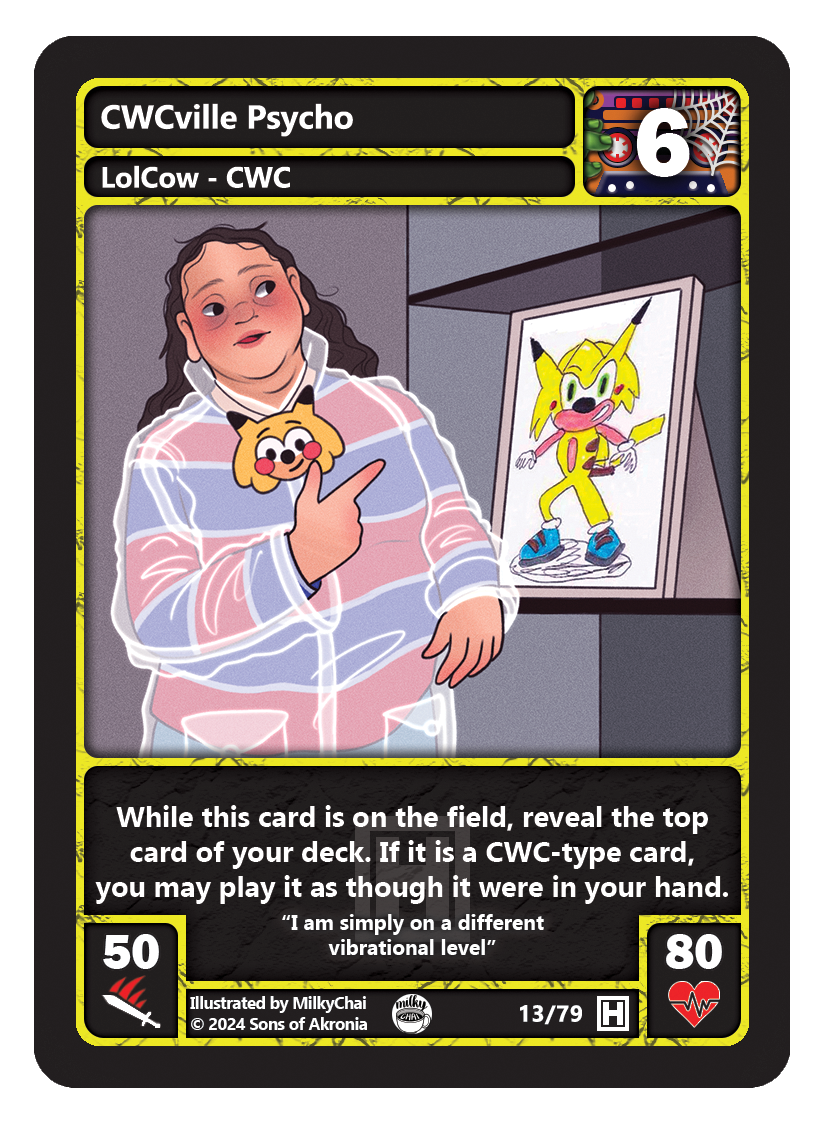 CWCville Psycho
6
LolCow - CWC
While this card is on the field, reveal the top
card of your deck. If it is a CWC-type card,
you may play it as though it were in your hand.
“I am simply on a different
vibrational level”
50
80
Illustrated by MilkyChai
© 2024 Sons of Akronia
milky
CHAI
13/79
H